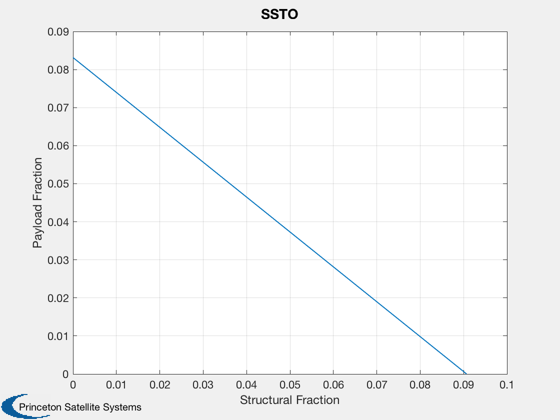 SSTO
0.09
0.08
0.07
0.06
0.05
0.04
0.03
0.02
0.01
0
Payload Fraction
0 0.01 0.02 0.03 0.04 0.05 0.06 0.07 0.08 0.09 0.1
Structural Fraction
Princeton Satellite Systems